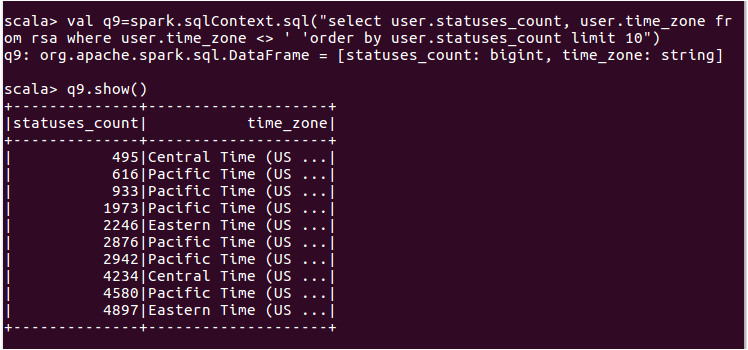 scala> val q9=spark.sqlContext.sql("select user.statuses_count, user.time_zone fr
om rsa where user.time_zone <> ' 'order by user.statuses_count limit 10")
q9: org.apache.spark.sql.DataFrame = [statuses_count: bigint, time_zone: string]

scala> q9.show()
+--------------+--------------------+
|statuses_count|           time_zone|
+--------------+--------------------+
|           495|Central Time (US ...|
|           616|Pacific Time (US ...|
|           933|Pacific Time (US ...|
|          1973|Pacific Time (US ...|
|          2246|Eastern Time (US ...|
|          2876|Pacific Time (US ...|
|          2942|Pacific Time (US ...|
|          4234|Central Time (US ...|
|          4580|Pacific Time (US ...|
|          4897|Eastern Time (US ...|
+--------------+--------------------+